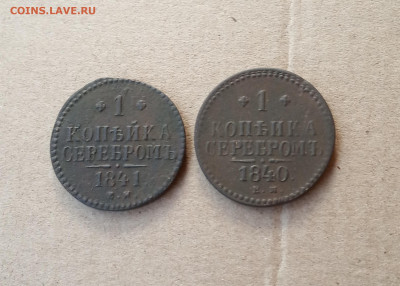 COINS.LAVE.RU
1
КОПѢЙКА
СЕРЕБРОМЪ
1841
1
КОПѢЙКА
СЕРЕБРОМЪ
1840.